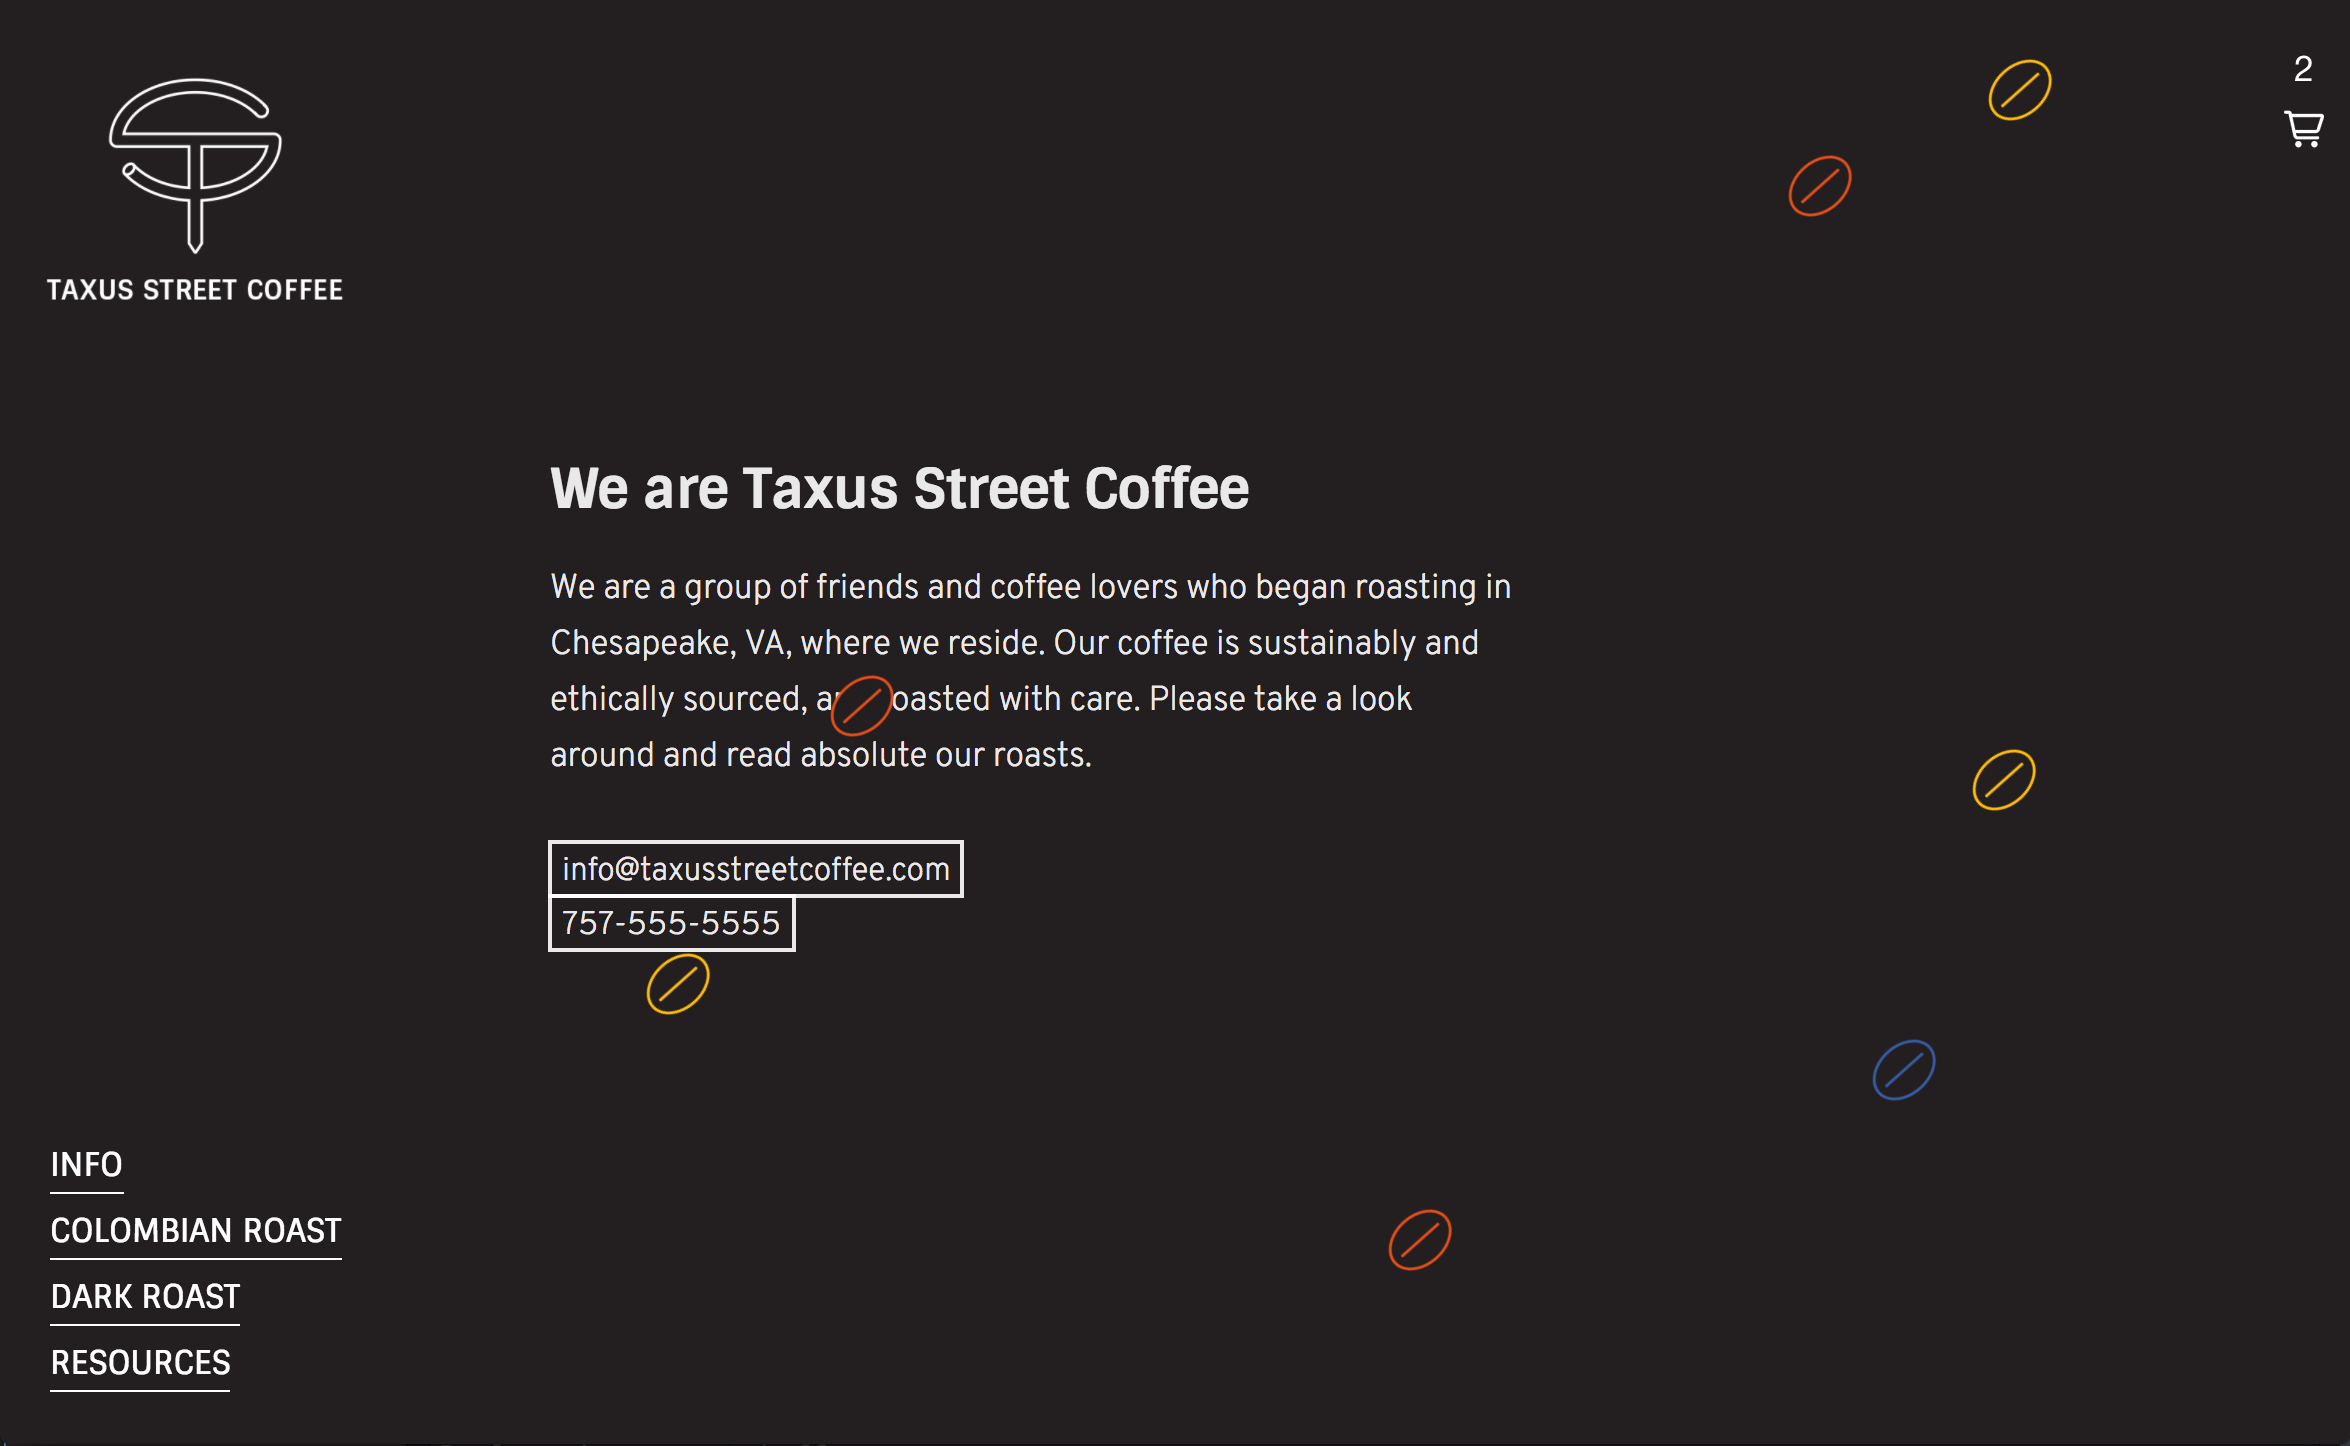 2
TAXUS STREET COFFEE
We are Taxus Street Coffee
We are a group of friends and coffee lovers who began roasting in
Chesapeake, VA, where we reside. Our coffee is sustainably and
ethically sourced, with care. Please take a look
around and read absolute our roasts.
info@taxusstreetcoffee.com
757-555-5555
INFO
COLOMBIAN ROAST
DARK ROAST
RESOURCES